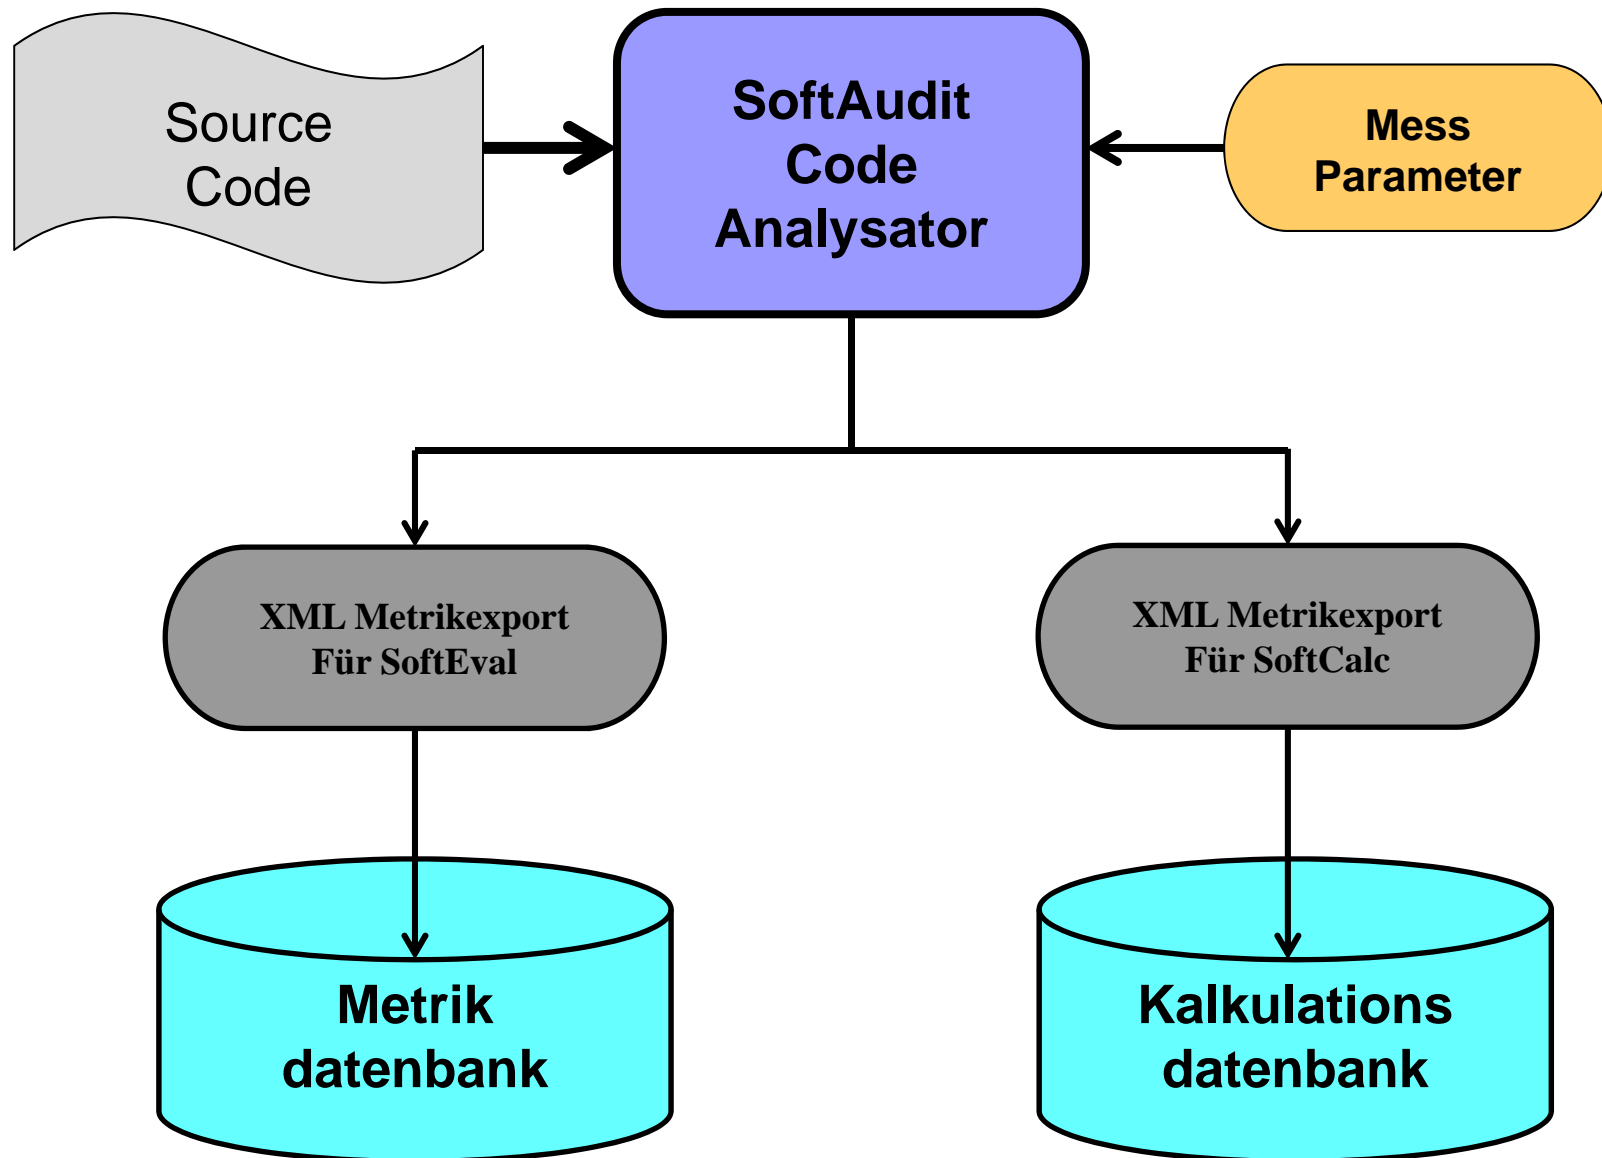 Source
Code
SoftAudit
Code
Analysator
Mess
Parameter
XML Metrikexport
Für SoftEval
XML Metrikexport
Für SoftCalc
Metrik
datenbank
Kalkulations
datenbank